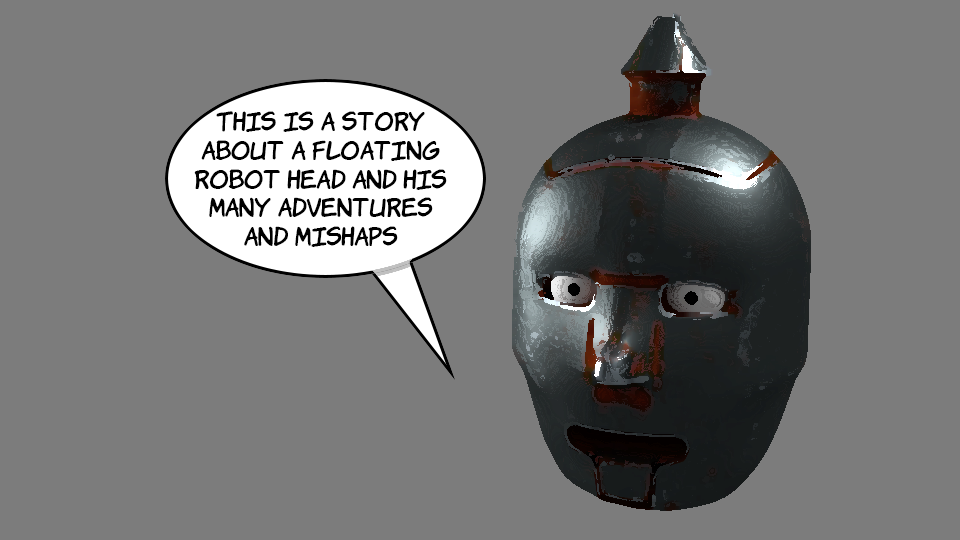 THIS IS A STORY
ABOUT A FLOATING
ROBOT HEAD AND HIS
MANY ADVENTURES
AND MISHAPS